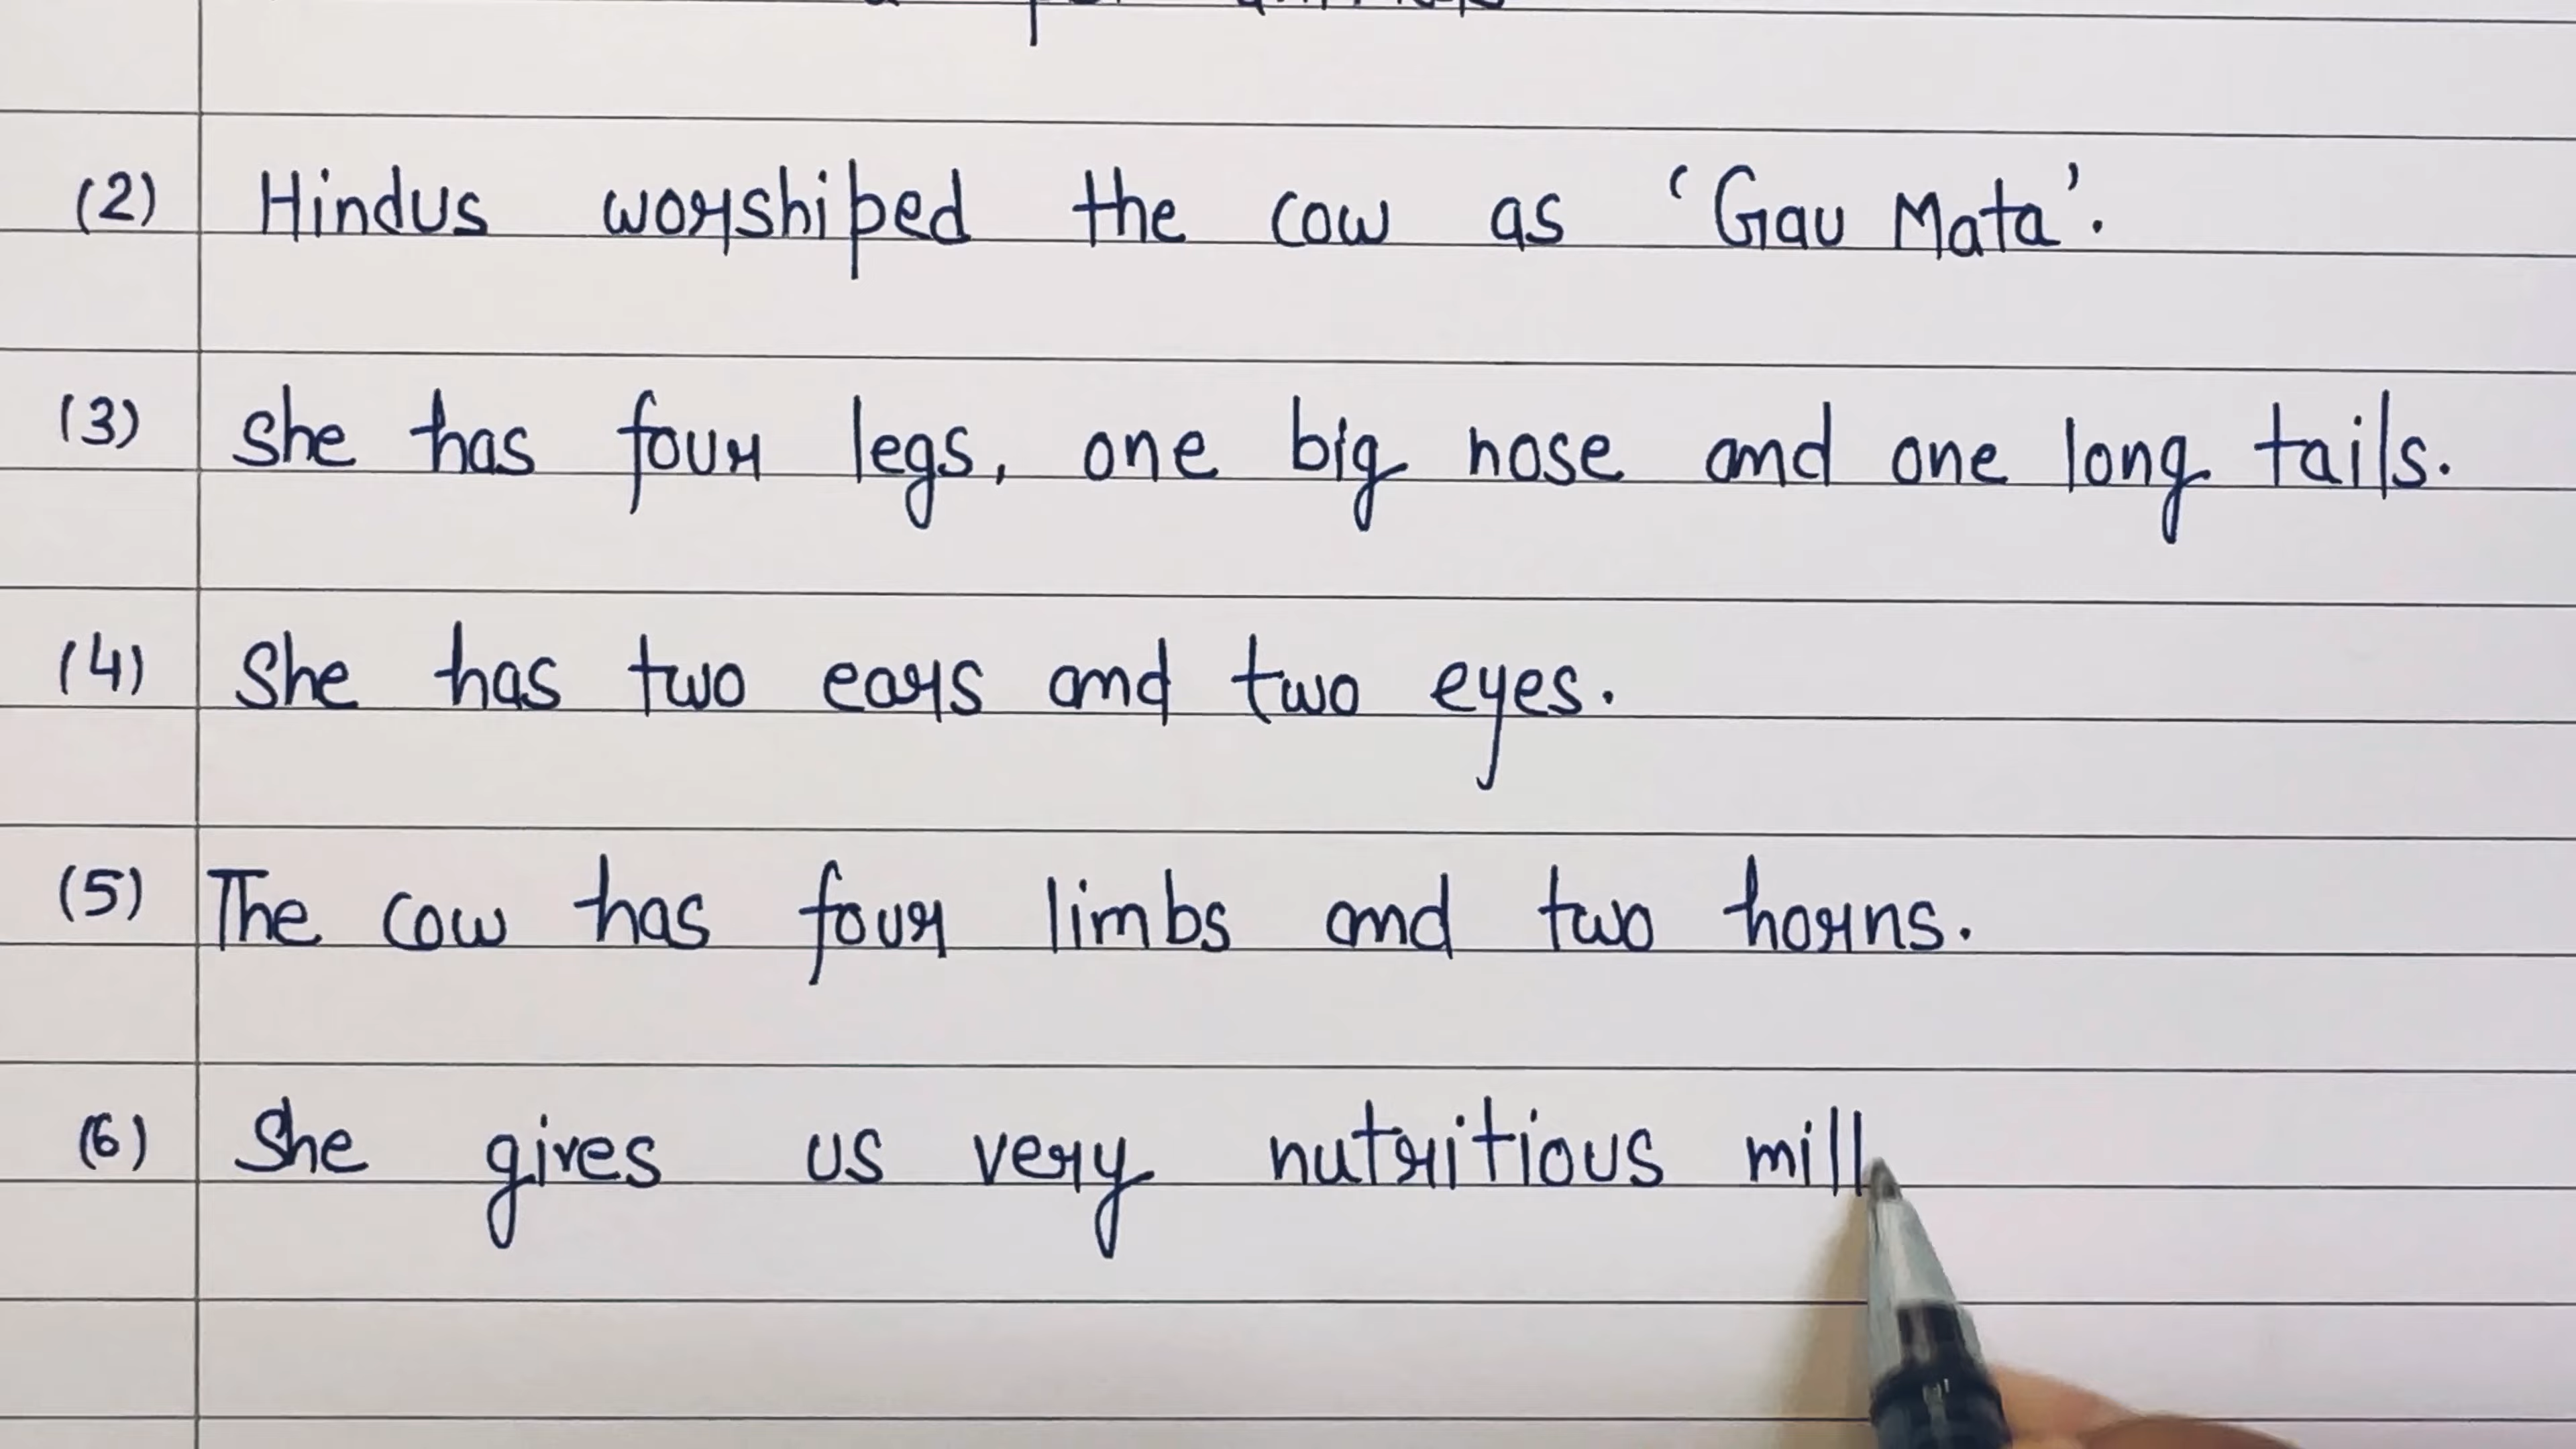 (2) Hindus worshiped the cow as 'Gau Mata'.
(3) She has four legs, one big nose and one long tails.
(4) She has two ears and two eyes.
(5) The cow has four limbs and two horns.
(6) She gives us very nutritious mil